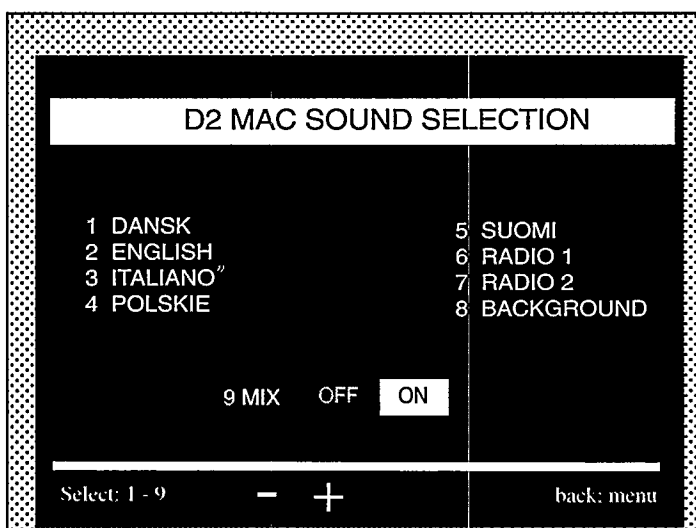 D2 MAC SOUND SELECTION
1 DANSK
2 ENGLISH
3 ITALIANO"
4 POLSKIE
5 SUOMI
6 RADIO 1
7 RADIO 2
8 BACKGROUND
9 MIX OFF ON
Select: 1 - 9 − + back: menu